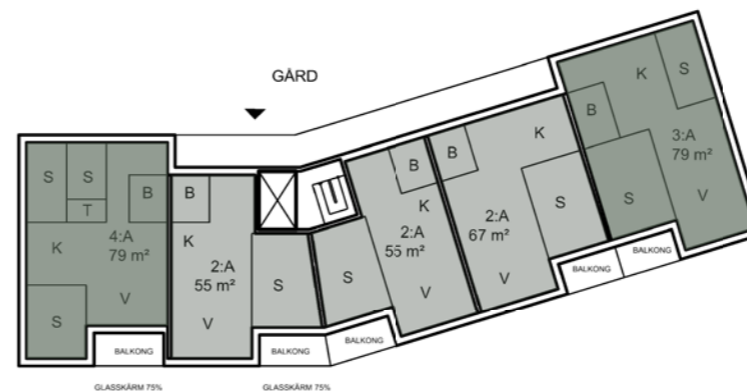 GÅRD
S
S
B
T
K
4:A
79 m²
V
S
B
K
2:A
55 m²
S
V
B
K
2:A
55 m²
S
V
B
K
2:A
67 m²
S
V
B
K
S
3:A
79 m²
S
V
BALKONG
BALKONG
BALKONG
BALKONG
BALKONG
GLASSKÄRM 75%
GLASSKÄRM 75%